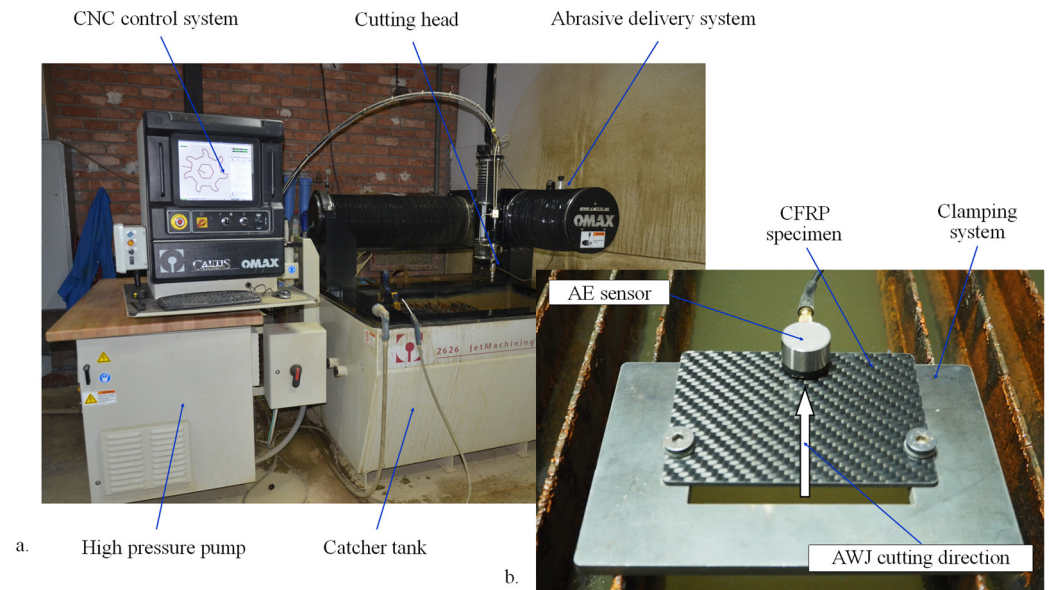 CNC control system
Cutting head
Abrasive delivery system
OMAX
CFRP
specimen
Clamping
system
AE sensor
OMAX
2626 JetMachining
AWJ cutting direction
a.
High pressure pump
Catcher tank
b.